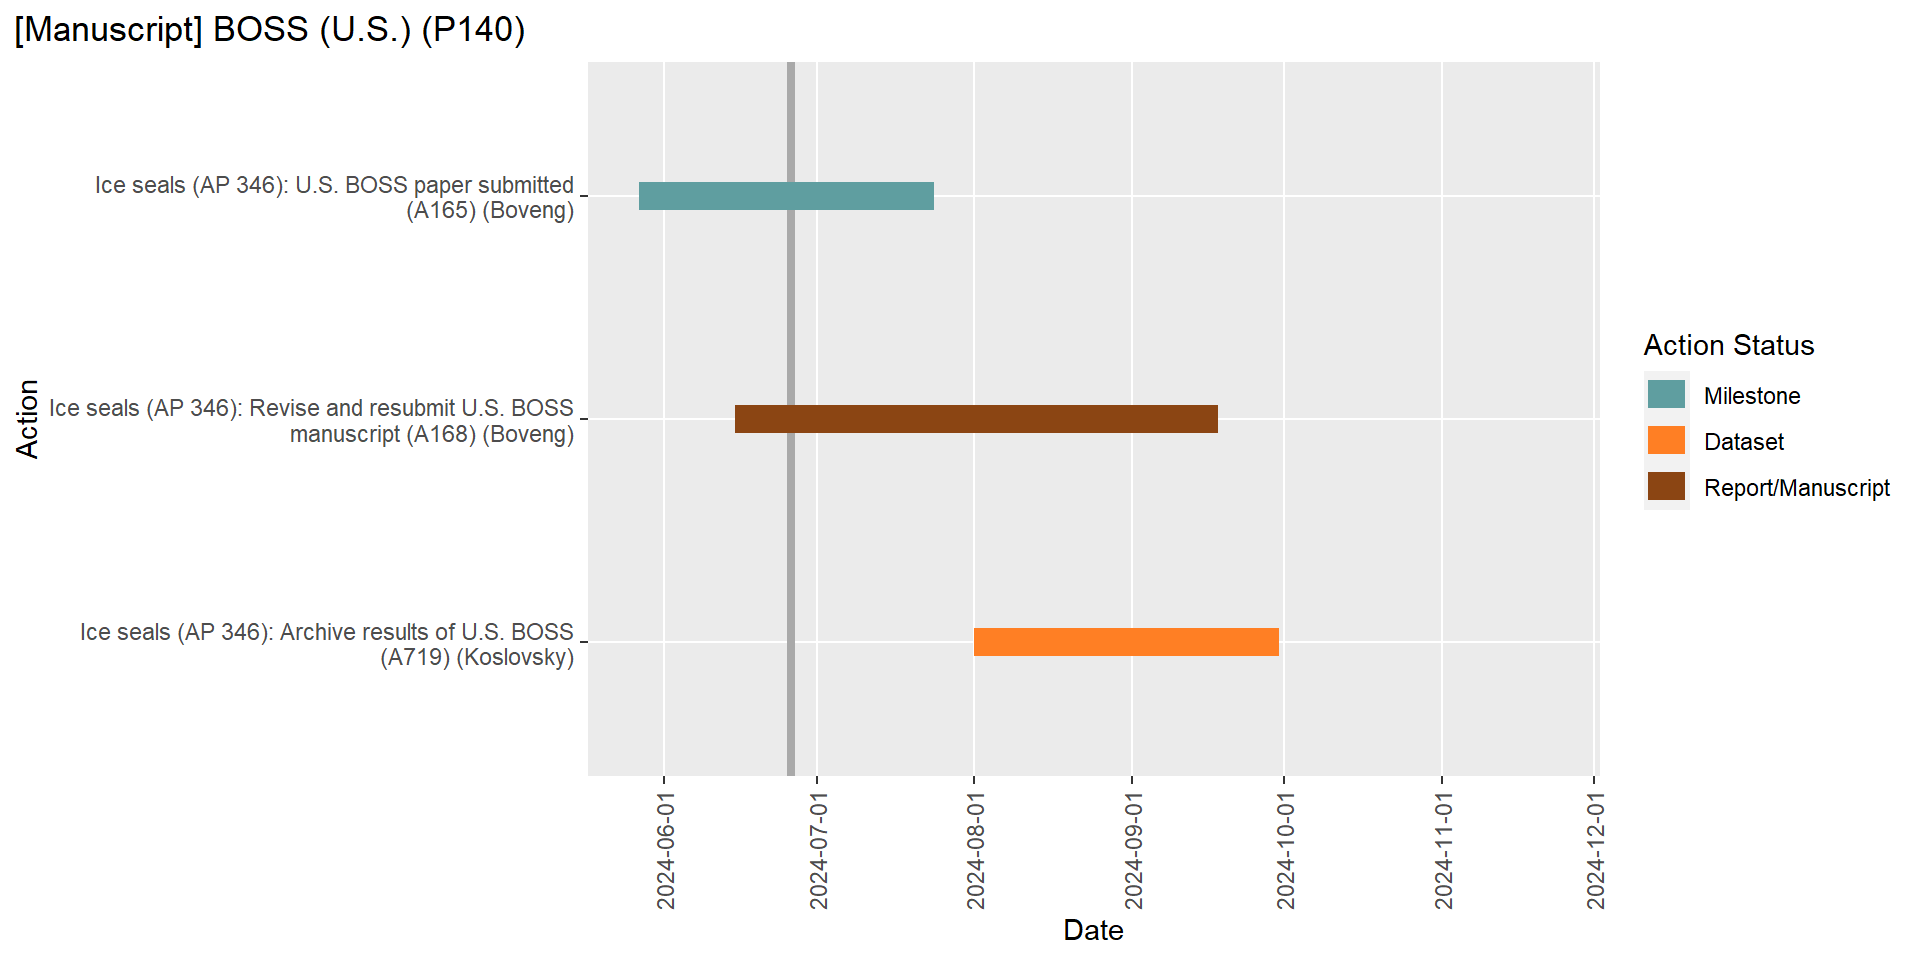 [Manuscript] BOSS (U.S.) (P140)
Ice seals (AP 346): U.S. BOSS paper submitted
(A165) (Boveng)
Ice seals (AP 346): Revise and resubmit U.S. BOSS
manuscript (A168) (Boveng)
Ice seals (AP 346): Archive results of U.S. BOSS
(A719) (Koslovsky)
Action
2024-06-01
2024-07-01
2024-08-01
2024-09-01
2024-10-01
2024-11-01
2024-12-01
Date
Action Status
Milestone
Dataset
Report/Manuscript